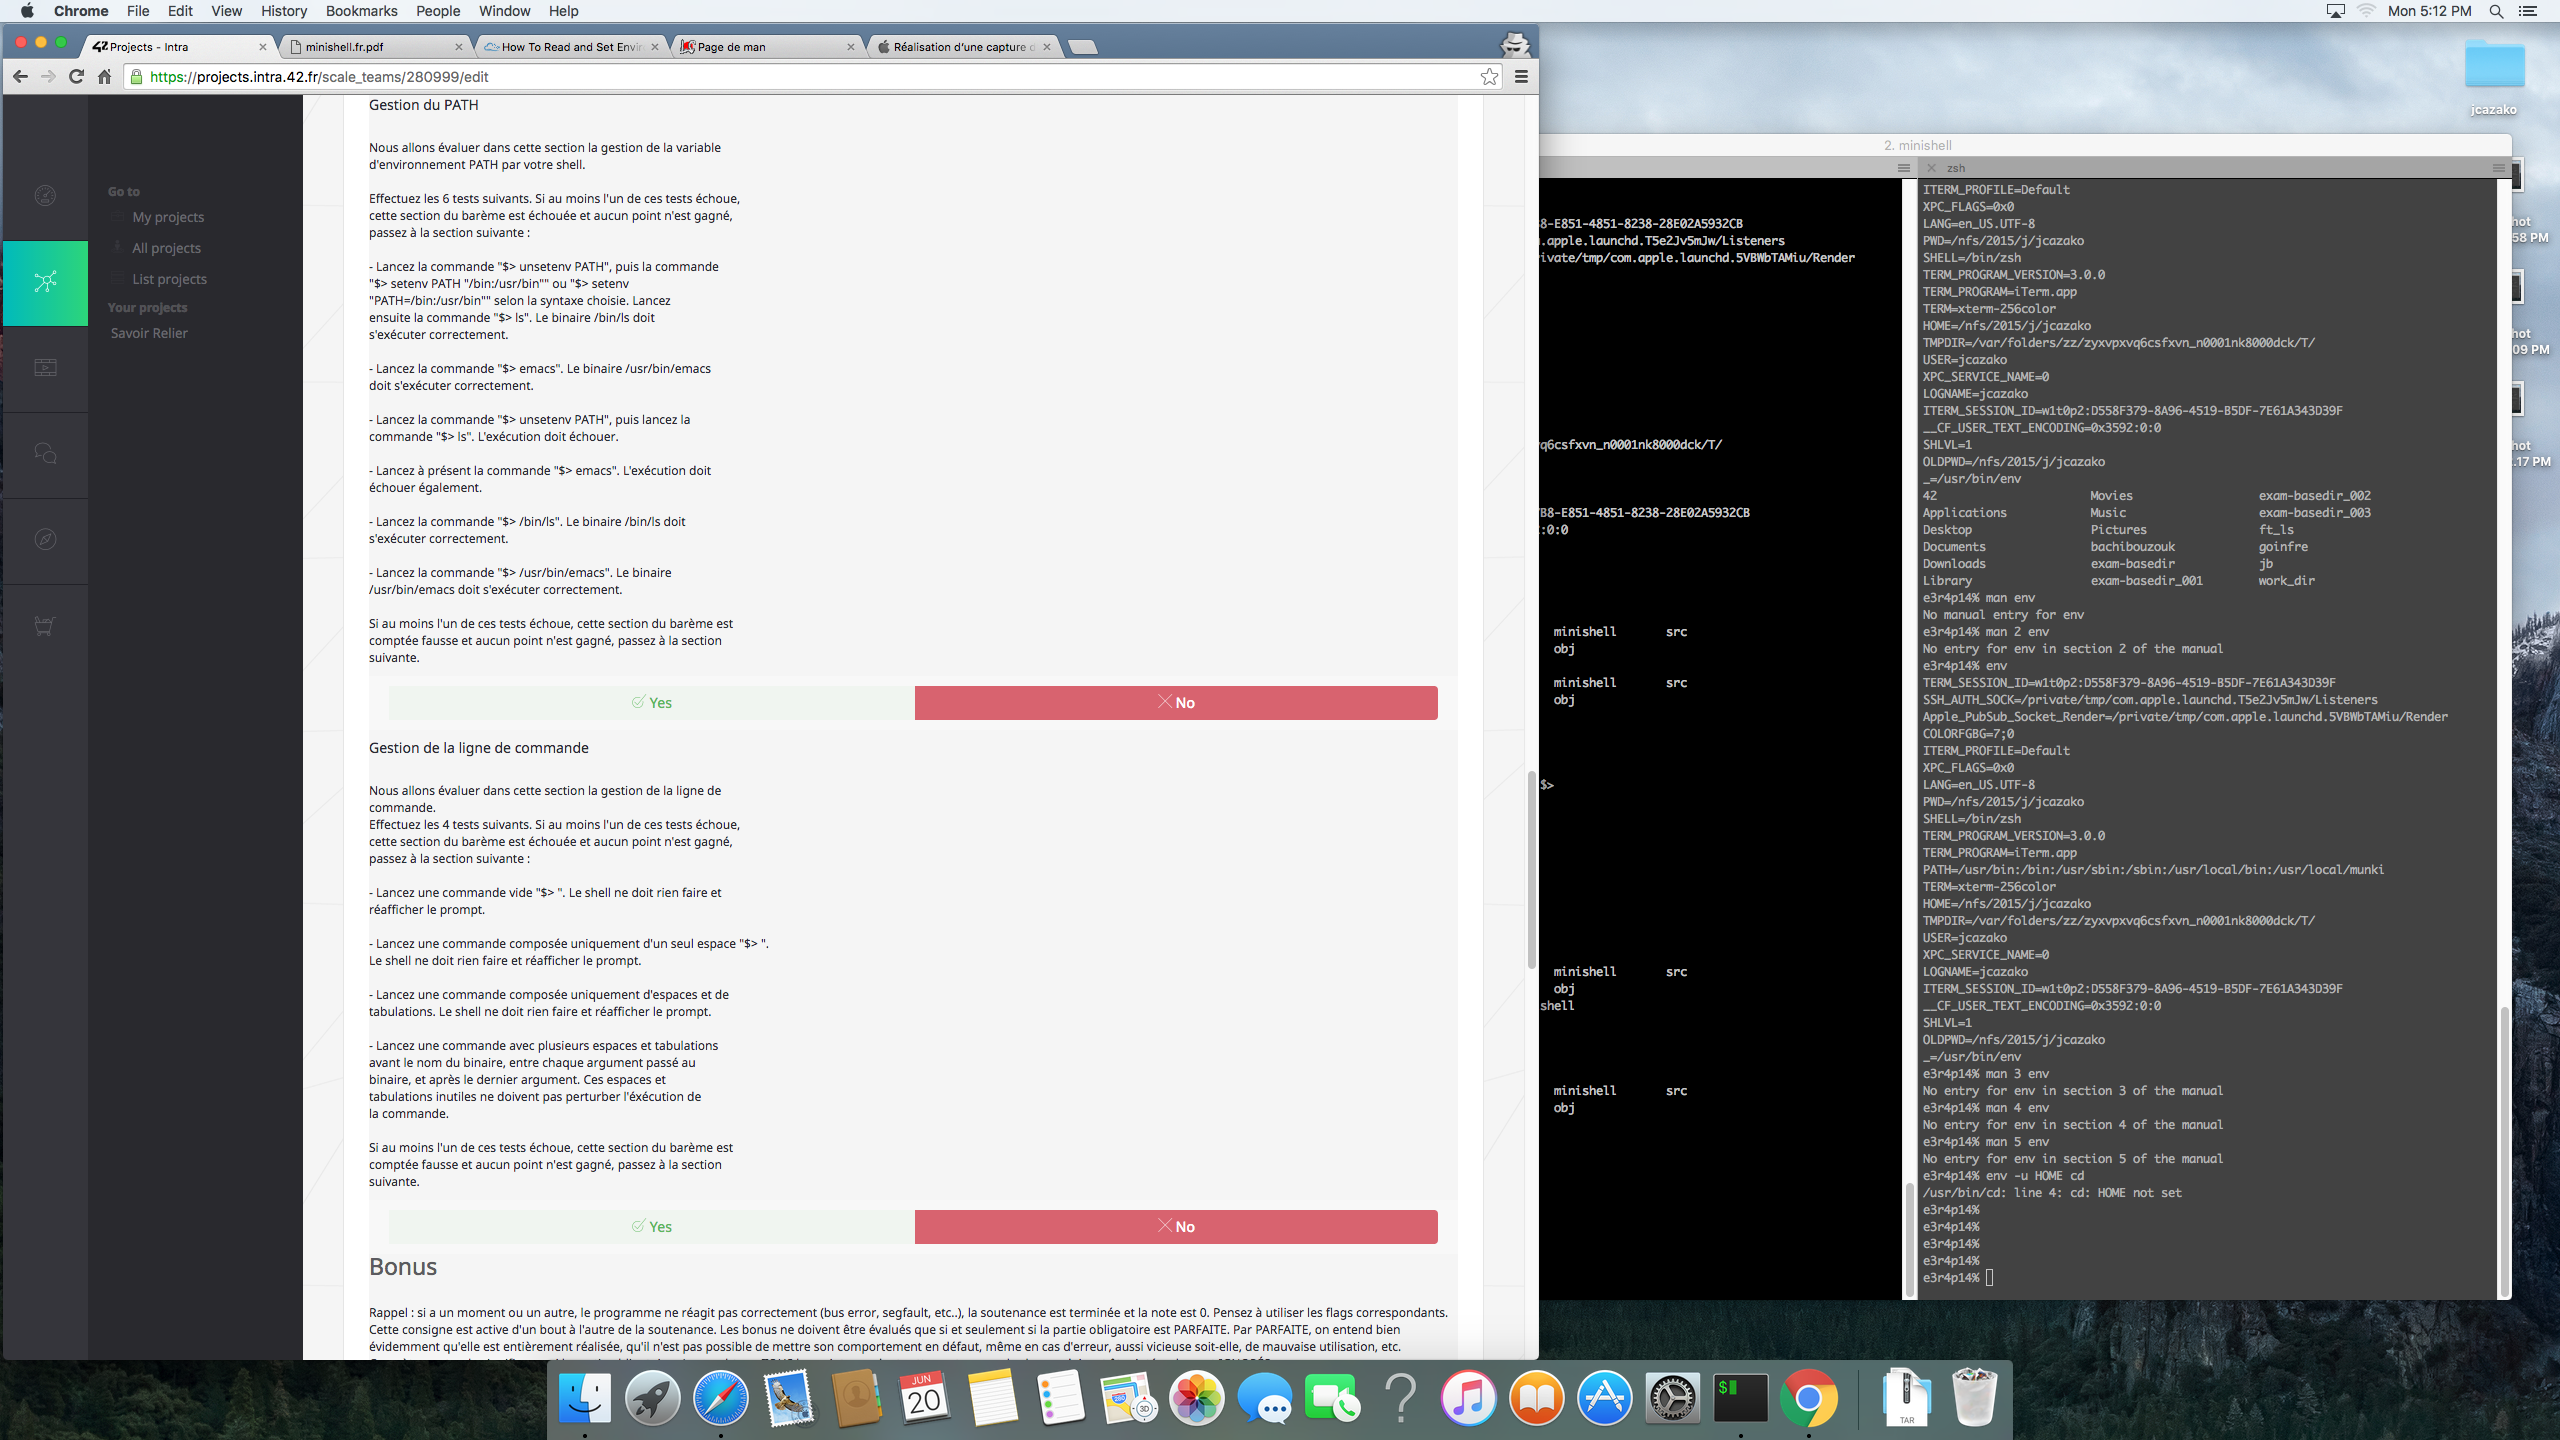 Chrome File Edit View History Bookmarks People Window Help
Mon 5:12 PM
Projects - Intra
minishell.fr.pdf
How To Read and Set Envir
Page de man
Réalisation d'une capture d
https://projects.intra.42.fr/scale_teams/280999/edit
Go to
My projects
All projects
List projects
Your projects
Savoir Relier
Gestion du PATH
Nous allons évaluer dans cette section la gestion de la variable
d'environnement PATH par votre shell.
Effectuez les 6 tests suivants. Si au moins l'un de ces tests échoue,
cette section du barème est échouée et aucun point n'est gagné,
passez à la section suivante :
- Lancez la commande "$> unsetenv PATH", puis la commande
"$> setenv PATH "/bin:/usr/bin"" ou "$> setenv
"PATH=/bin:/usr/bin"" selon la syntaxe choisie. Lancez
ensuite la commande "$> ls". Le binaire /bin/ls doit
s'exécuter correctement.
- Lancez la commande "$> emacs". Le binaire /usr/bin/emacs
doit s'exécuter correctement.
- Lancez la commande "$> unsetenv PATH", puis lancez la
commande "$> ls". L'exécution doit échouer.
- Lancez à présent la commande "$> emacs". L'exécution doit
échouer également.
- Lancez la commande "$> /bin/ls". Le binaire /bin/ls doit
s'exécuter correctement.
- Lancez la commande "$> /usr/bin/emacs". Le binaire
/usr/bin/emacs doit s'exécuter correctement.
Si au moins l'un de ces tests échoue, cette section du barème est
comptée fausse et aucun point n'est gagné, passez à la section
suivante.
Yes No
Gestion de la ligne de commande
Nous allons évaluer dans cette section la gestion de la ligne de
commande.
Effectuez les 4 tests suivants. Si au moins l'un de ces tests échoue,
cette section du barème est échouée et aucun point n'est gagné,
passez à la section suivante :
- Lancez une commande vide "$> ". Le shell ne doit rien faire et
réafficher le prompt.
- Lancez une commande composée uniquement d'un seul espace "$> ".
Le shell ne doit rien faire et réafficher le prompt.
- Lancez une commande composée uniquement d'espaces et de
tabulations. Le shell ne doit rien faire et réafficher le prompt.
- Lancez une commande avec plusieurs espaces et tabulations
avant le nom du binaire, entre chaque argument passé au
binaire, et après le dernier argument. Ces espaces et
tabulations inutiles ne doivent pas perturber l'éxécution de
la commande.
Si au moins l'un de ces tests échoue, cette section du barème est
comptée fausse et aucun point n'est gagné, passez à la section
suivante.
Yes No
Bonus
Rappel : si a un moment ou un autre, le programme ne réagit pas correctement (bus error, segfault, etc..), la soutenance est terminée et la note est 0. Pensez à utiliser les flags correspondants.
Cette consigne est active d'un bout à l'autre de la soutenance. Les bonus ne doivent être évalués que si et seulement si la partie obligatoire est PARFAITE. Par PARFAITE, on entend bien
évidemment qu'elle est entièrement réalisée, qu'il n'est pas possible de mettre son comportement en défaut, même en cas d'erreur, aussi vicieuse soit-elle, de mauvaise utilisation, etc.
2. minishell
8-E851-4851-8238-28E02A5932CB
.apple.launchd.T5e2Jv5mJw/Listeners
ivate/tmp/com.apple.launchd.5VBWbTAMiu/Render
q6csfxvn_n0001nk8000dck/T/
B8-E851-4851-8238-28E02A5932CB
:0:0
minishell src
obj
minishell src
obj
$>
minishell src
obj
shell
minishell src
obj
zsh
ITERM_PROFILE=Default
XPC_FLAGS=0x0
LANG=en_US.UTF-8
PWD=/nfs/2015/j/jcazako
SHELL=/bin/zsh
TERM_PROGRAM_VERSION=3.0.0
TERM_PROGRAM=iTerm.app
TERM=xterm-256color
HOME=/nfs/2015/j/jcazako
TMPDIR=/var/folders/zz/zyxvpxvq6csfxvn_n0001nk8000dck/T/
USER=jcazako
XPC_SERVICE_NAME=0
LOGNAME=jcazako
ITERM_SESSION_ID=w1t0p2:D558F379-8A96-4519-B5DF-7E61A343D39F
__CF_USER_TEXT_ENCODING=0x3592:0:0
SHLVL=1
OLDPWD=/nfs/2015/j/jcazako
_=/usr/bin/env
42 Movies exam-basedir_002
Applications Music exam-basedir_003
Desktop Pictures ft_ls
Documents bachibouzouk goinfre
Downloads exam-basedir jb
Library exam-basedir_001 work_dir
e3r4p14% man env
No manual entry for env
e3r4p14% man 2 env
No entry for env in section 2 of the manual
e3r4p14% env
TERM_SESSION_ID=w1t0p2:D558F379-8A96-4519-B5DF-7E61A343D39F
SSH_AUTH_SOCK=/private/tmp/com.apple.launchd.T5e2Jv5mJw/Listeners
Apple_PubSub_Socket_Render=/private/tmp/com.apple.launchd.5VBWbTAMiu/Render
COLORFGBG=7;0
ITERM_PROFILE=Default
XPC_FLAGS=0x0
LANG=en_US.UTF-8
PWD=/nfs/2015/j/jcazako
SHELL=/bin/zsh
TERM_PROGRAM_VERSION=3.0.0
TERM_PROGRAM=iTerm.app
PATH=/usr/bin:/bin:/usr/sbin:/sbin:/usr/local/bin:/usr/local/munki
TERM=xterm-256color
HOME=/nfs/2015/j/jcazako
TMPDIR=/var/folders/zz/zyxvpxvq6csfxvn_n0001nk8000dck/T/
USER=jcazako
XPC_SERVICE_NAME=0
LOGNAME=jcazako
ITERM_SESSION_ID=w1t0p2:D558F379-8A96-4519-B5DF-7E61A343D39F
__CF_USER_TEXT_ENCODING=0x3592:0:0
SHLVL=1
OLDPWD=/nfs/2015/j/jcazako
_=/usr/bin/env
e3r4p14% man 3 env
No entry for env in section 3 of the manual
e3r4p14% man 4 env
No entry for env in section 4 of the manual
e3r4p14% man 5 env
No entry for env in section 5 of the manual
e3r4p14% env -u HOME cd
/usr/bin/cd: line 4: cd: HOME not set
e3r4p14%
e3r4p14%
e3r4p14%
e3r4p14%
e3r4p14%
jcazako
hot
58 PM
hot
09 PM
hot
.17 PM
JUN
20
3D
$
TAR